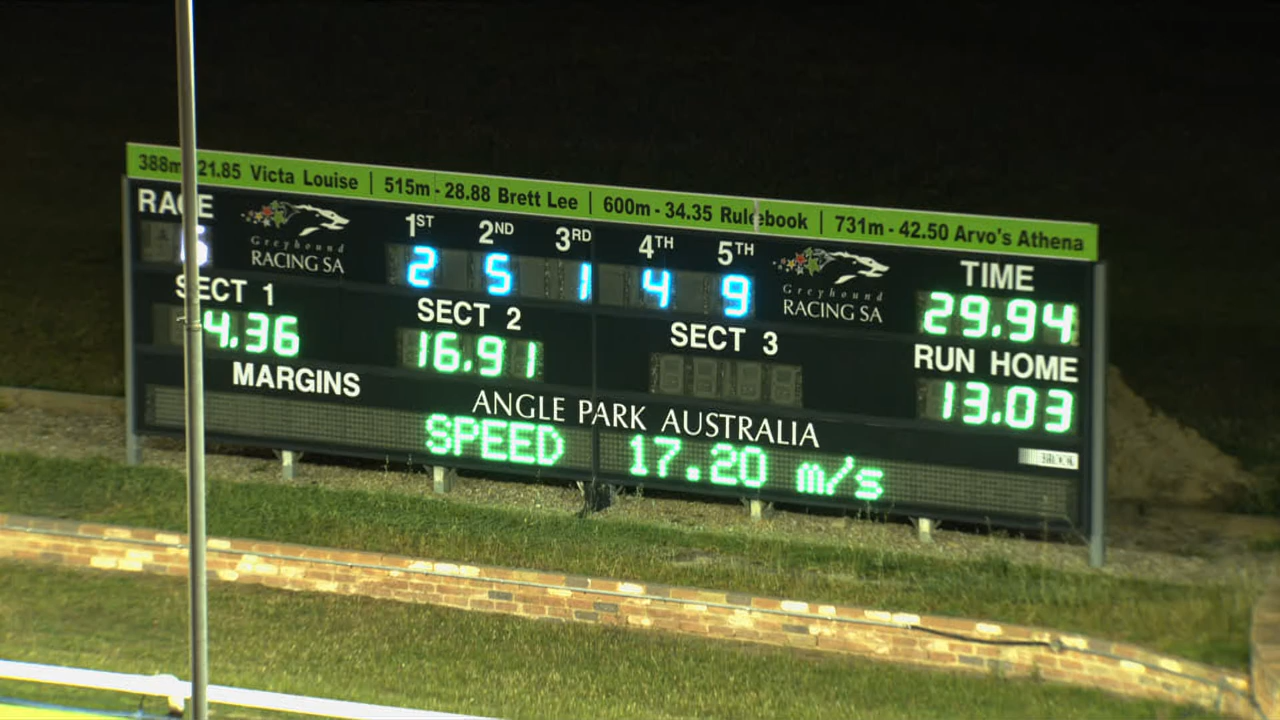 388m 21.85 Victa Louise | 515m - 28.88 Brett Lee | 600m - 34.35 Rulebook | 731m - 42.50 Arvo's Athena
RACE
Greyhound
RACING SA
1ST 2ND 3RD 4TH 5TH
2 5 1 4 9
Greyhound
RACING SA
TIME
29.94
SECT 1
4.36
SECT 2
16.91
SECT 3
RUN HOME
13.03
MARGINS
ANGLE PARK AUSTRALIA
SPEED 17.20 m/s